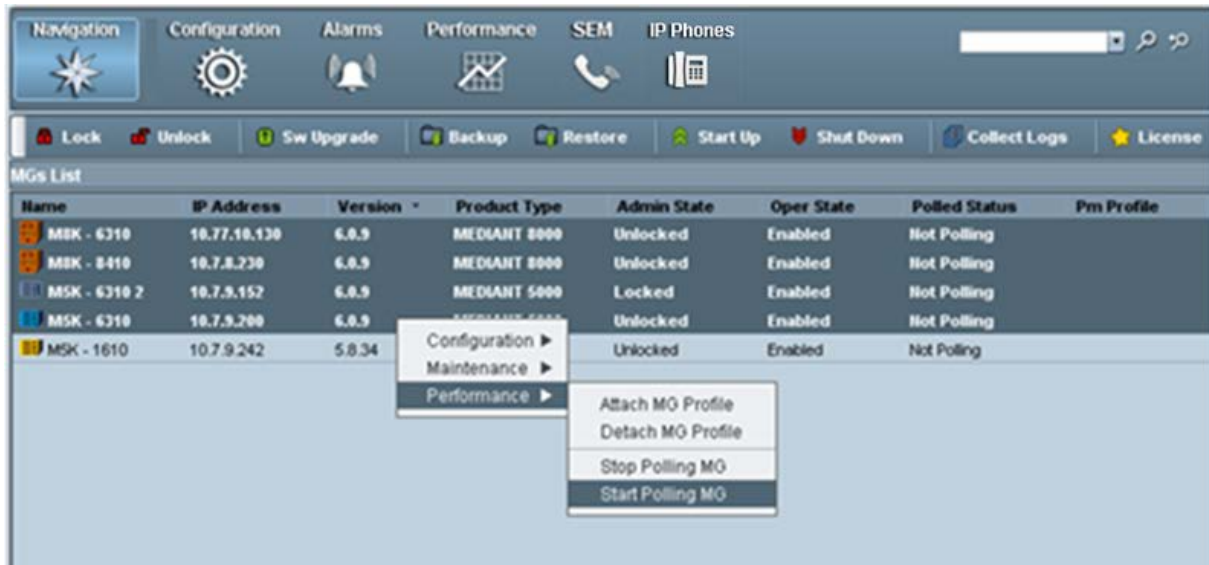 Navigation Configuration Alarms Performance SEM IP Phones
Lock Unlock Sw Upgrade Backup Restore Start Up Shut Down Collect Logs License
MGs List
Name IP Address Version Product Type Admin State Oper State Polled Status Pm Profile
M8K - 6310 10.77.10.130 6.0.9 MEDIANT 8000 Unlocked Enabled Not Polling
M8K - 8410 10.7.8.230 6.0.9 MEDIANT 8000 Unlocked Enabled Not Polling
M5K - 6310 2 10.7.9.152 6.0.9 MEDIANT 5000 Locked Enabled Not Polling
M5K - 6310 10.7.9.200 6.0.9 Unlocked Enabled Not Polling
M5K - 1610 10.7.9.242 5.8.34 Unlocked Enabled Not Polling
Configuration
Maintenance
Performance
Attach MG Profile
Detach MG Profile
Stop Polling MG
Start Polling MG